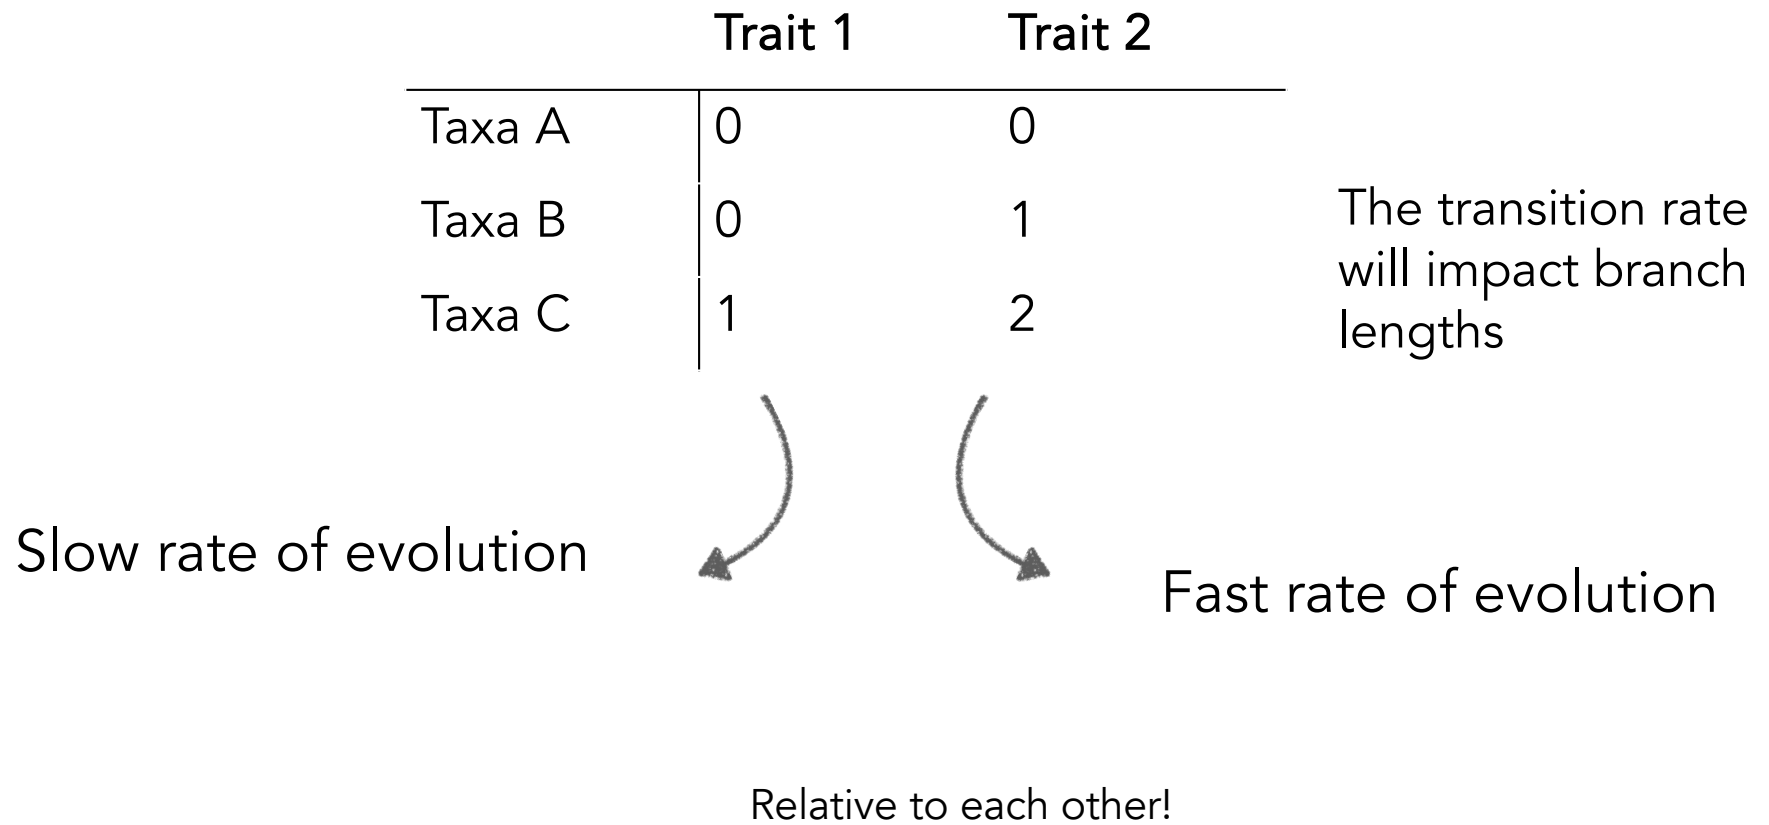 Trait 1 Trait 2
Taxa A 0 0
Taxa B 0 1
Taxa C 1 2
The transition rate
will impact branch
lengths
Slow rate of evolution
Fast rate of evolution
Relative to each other!